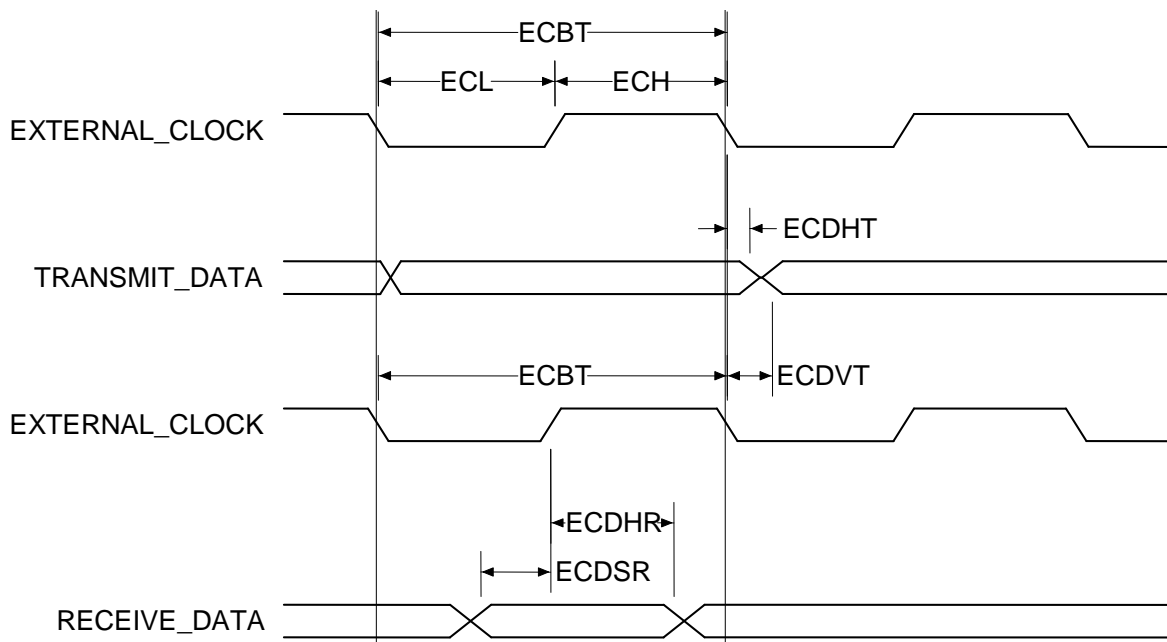 ECBT
ECL ECH
EXTERNAL_CLOCK
ECDHT
TRANSMIT_DATA
ECBT ECDVT
EXTERNAL_CLOCK
ECDHR
ECDSR
RECEIVE_DATA